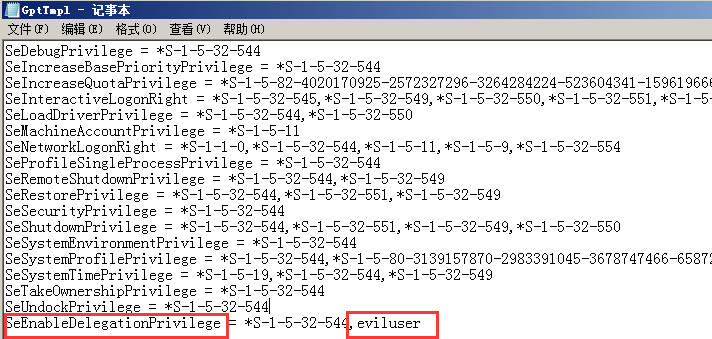 GptTmpl - 记事本
文件(F) 编辑(E) 格式(O) 查看(V) 帮助(H)
SeDebugPrivilege = *S-1-5-32-544
SeIncreaseBasePriorityPrivilege = *S-1-5-32-544
SeIncreaseQuotaPrivilege = *S-1-5-82-4020170925-2572327296-3264284224-523604341-159619666
SeInteractiveLogonRight = *S-1-5-32-545,*S-1-5-32-549,*S-1-5-32-550,*S-1-5-32-551,*S-1-5-
SeLoadDriverPrivilege = *S-1-5-32-544,*S-1-5-32-550
SeMachineAccountPrivilege = *S-1-5-11
SeNetworkLogonRight = *S-1-1-0,*S-1-5-32-544,*S-1-5-11,*S-1-5-9,*S-1-5-32-554
SeProfileSingleProcessPrivilege = *S-1-5-32-544
SeRemoteShutdownPrivilege = *S-1-5-32-544,*S-1-5-32-549
SeRestorePrivilege = *S-1-5-32-544,*S-1-5-32-551,*S-1-5-32-549
SeSecurityPrivilege = *S-1-5-32-544
SeShutdownPrivilege = *S-1-5-32-544,*S-1-5-32-551,*S-1-5-32-549,*S-1-5-32-550
SeSystemEnvironmentPrivilege = *S-1-5-32-544
SeSystemProfilePrivilege = *S-1-5-32-544,*S-1-5-80-3139157870-2983391045-3678747466-65872
SeSystemTimePrivilege = *S-1-5-19,*S-1-5-32-544,*S-1-5-32-549
SeTakeOwnershipPrivilege = *S-1-5-32-544
SeUndockPrivilege = *S-1-5-32-544
SeEnableDelegationPrivilege = *S-1-5-32-544,eviluser